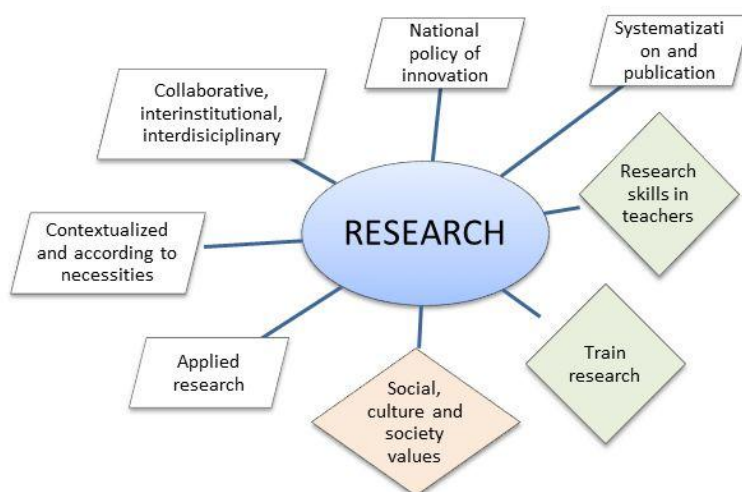 National
policy of
innovation
Systematizati
on and
publication
Collaborative,
interinstitutional,
interdisiciplinary
Research
skills in
teachers
RESEARCH
Contextualized
and according to
necessities
Applied
research
Social,
culture and
society
values
Train
research